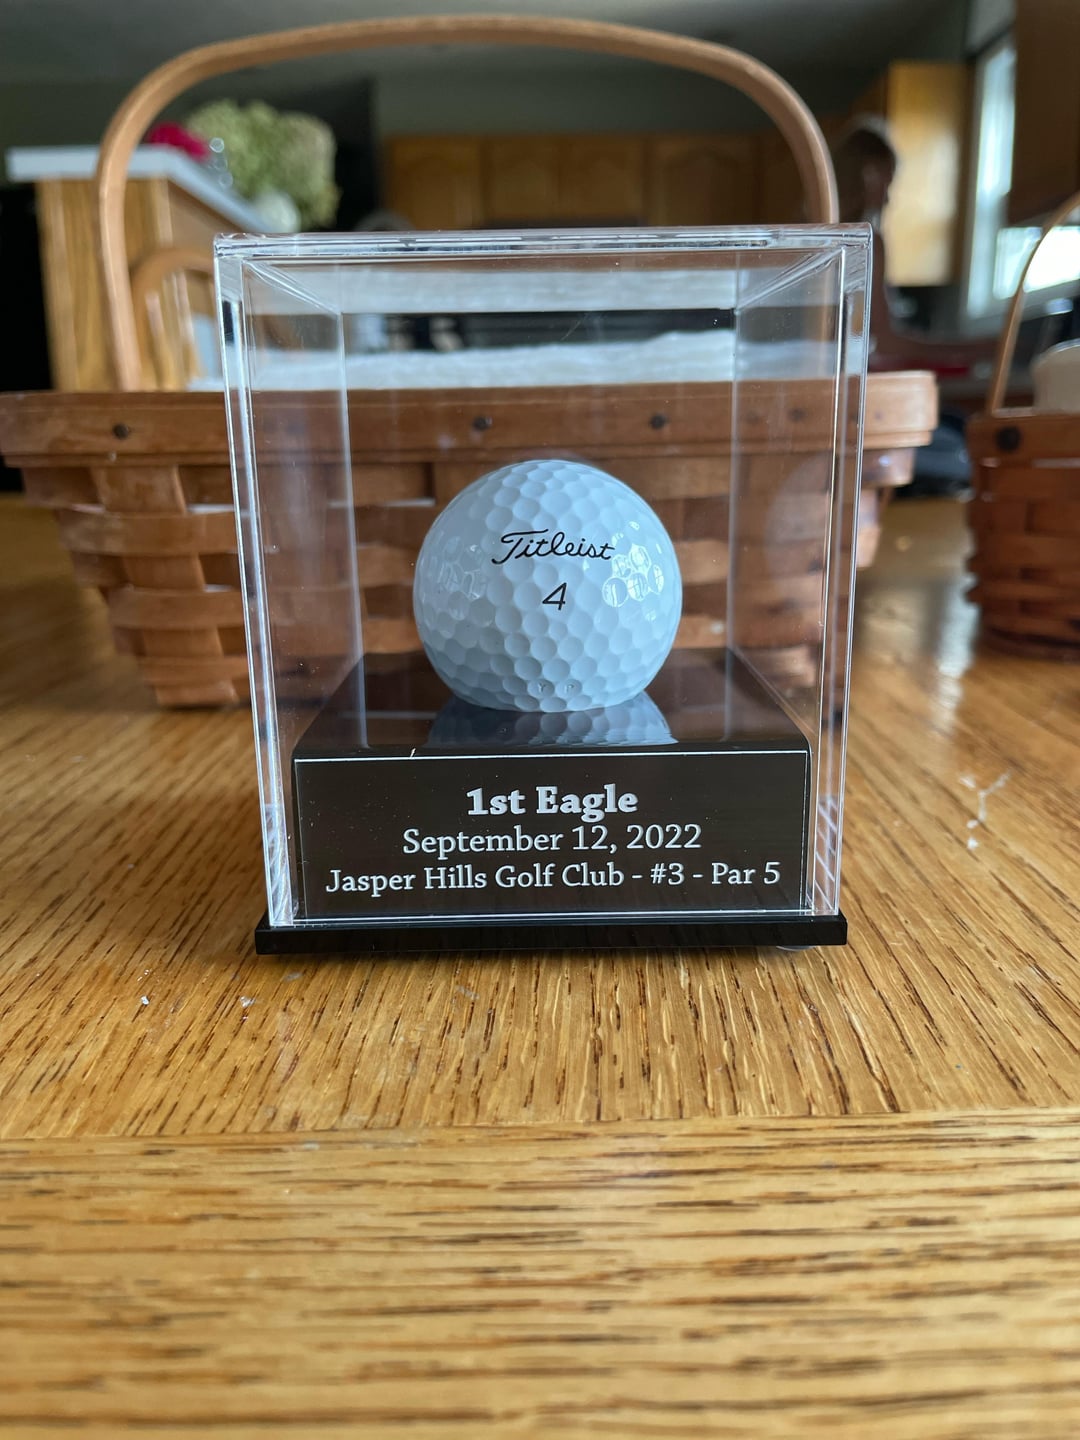 Titleist
4
1st Eagle
September 12, 2022
Jasper Hills Golf Club - #3 - Par 5